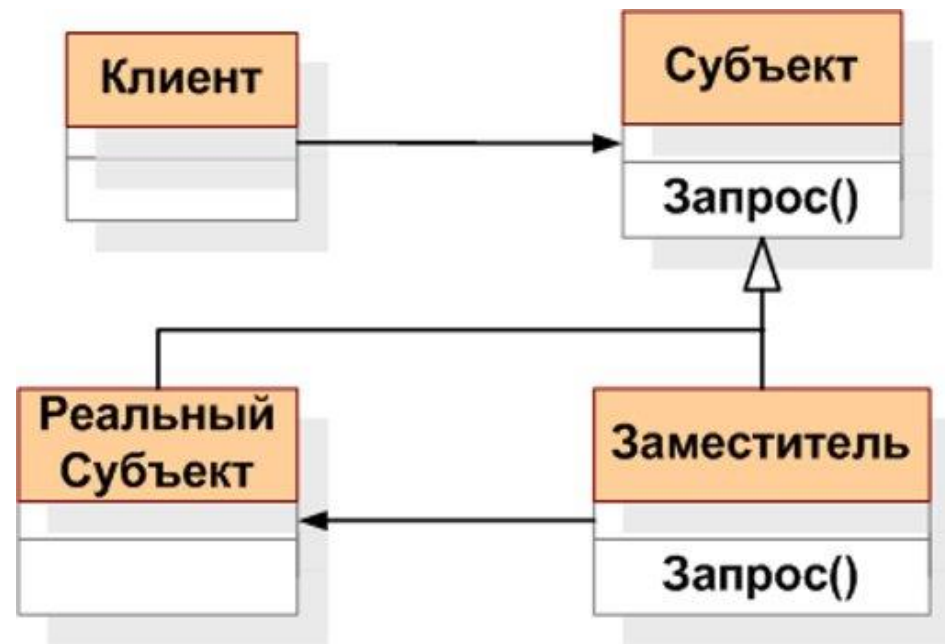 Клиент
Субъект
Запрос()
Реальный
Субъект
Заместитель
Запрос()